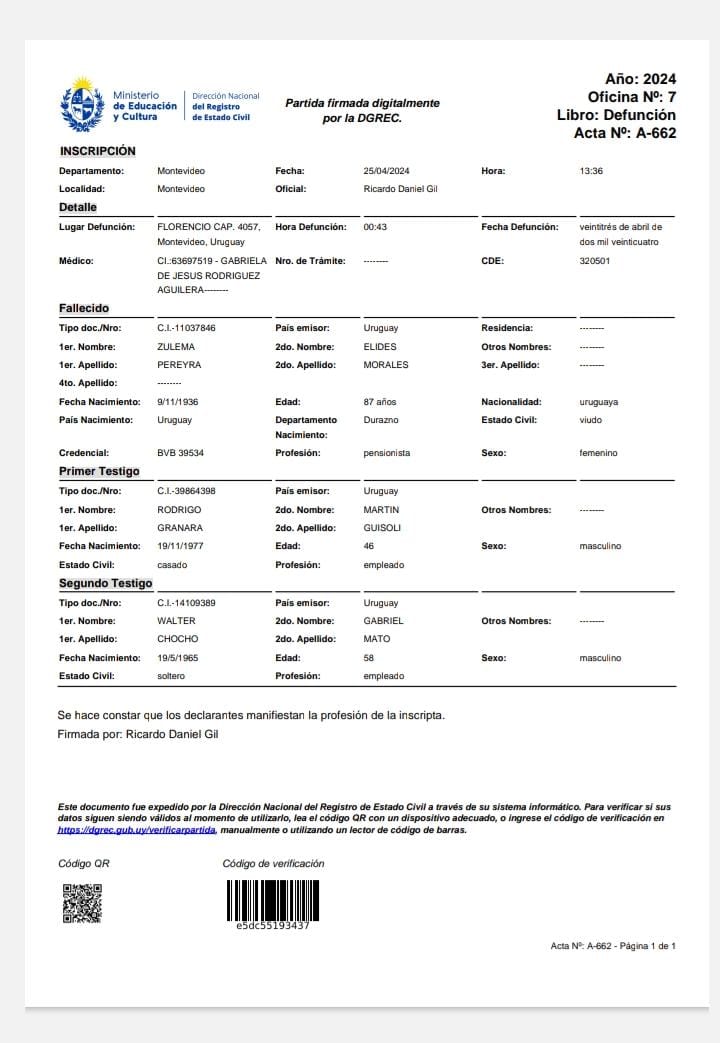 Ministerio
de Educación
y Cultura
Dirección Nacional
del Registro
de Estado Civil
Partida firmada digitalmente
por la DGREC.
Año: 2024
Oficina Nº: 7
Libro: Defunción
Acta Nº: A-662
INSCRIPCIÓN
Departamento: Montevideo Fecha: 25/04/2024 Hora: 13:36
Localidad: Montevideo Oficial: Ricardo Daniel Gil
Detalle
Lugar Defunción: FLORENCIO CAP. 4057, Hora Defunción: 00:43 Fecha Defunción: veintitrés de abril de
Montevideo, Uruguay dos mil veinticuatro
Médico: CI.:63697519 - GABRIELA Nro. de Trámite: -------- CDE: 320501
DE JESUS RODRIGUEZ
AGUILERA--------
Fallecido
Tipo doc./Nro: C.I.-11037846 País emisor: Uruguay Residencia: --------
1er. Nombre: ZULEMA 2do. Nombre: ELIDES Otros Nombres: --------
1er. Apellido: PEREYRA 2do. Apellido: MORALES 3er. Apellido: --------
4to. Apellido: --------
Fecha Nacimiento: 9/11/1936 Edad: 87 años Nacionalidad: uruguaya
País Nacimiento: Uruguay Departamento Durazno Estado Civil: viudo
Nacimiento:
Credencial: BVB 39534 Profesión: pensionista Sexo: femenino
Primer Testigo
Tipo doc./Nro: C.I.-39864398 País emisor: Uruguay
1er. Nombre: RODRIGO 2do. Nombre: MARTIN Otros Nombres: --------
1er. Apellido: GRANARA 2do. Apellido: GUISOLI
Fecha Nacimiento: 19/11/1977 Edad: 46 Sexo: masculino
Estado Civil: casado Profesión: empleado
Segundo Testigo
Tipo doc./Nro: C.I.-14109389 País emisor: Uruguay
1er. Nombre: WALTER 2do. Nombre: GABRIEL Otros Nombres: --------
1er. Apellido: CHOCHO 2do. Apellido: MATO
Fecha Nacimiento: 19/5/1965 Edad: 58 Sexo: masculino
Estado Civil: soltero Profesión: empleado
Se hace constar que los declarantes manifiestan la profesión de la inscripta.
Firmada por: Ricardo Daniel Gil
Este documento fue expedido por la Dirección Nacional del Registro de Estado Civil a través de su sistema informático. Para verificar si sus
datos siguen siendo válidos al momento de utilizarlo, lea el código QR con un dispositivo adecuado, o ingrese el código de verificación en
https://dgrec.gub.uy/verificarpartida, manualmente o utilizando un lector de código de barras.
Código QR Código de verificación
e5dc55193437
Acta Nº: A-662 - Página 1 de 1